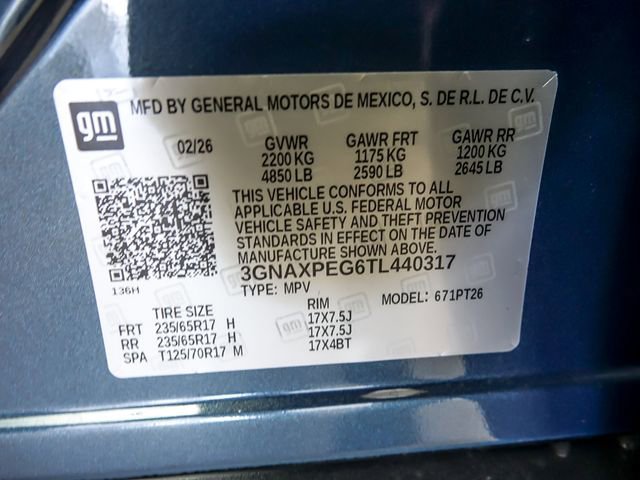 gm
MFD BY GENERAL MOTORS DE MEXICO, S. DE R.L. DE C.V.
02/26 GVWR GAWR FRT GAWR RR
2200 KG 1175 KG 1200 KG
4850 LB 2590 LB 2645 LB
THIS VEHICLE CONFORMS TO ALL
APPLICABLE U.S. FEDERAL MOTOR
VEHICLE SAFETY AND THEFT PREVENTION
STANDARDS IN EFFECT ON THE DATE OF
MANUFACTURE SHOWN ABOVE.
3GNAXPEG6TL440317
136H TYPE: MPV MODEL: 671PT26
TIRE SIZE RIM
FRT 235/65R17 H 17X7.5J
RR 235/65R17 H 17X7.5J
SPA T125/70R17 M 17X4BT